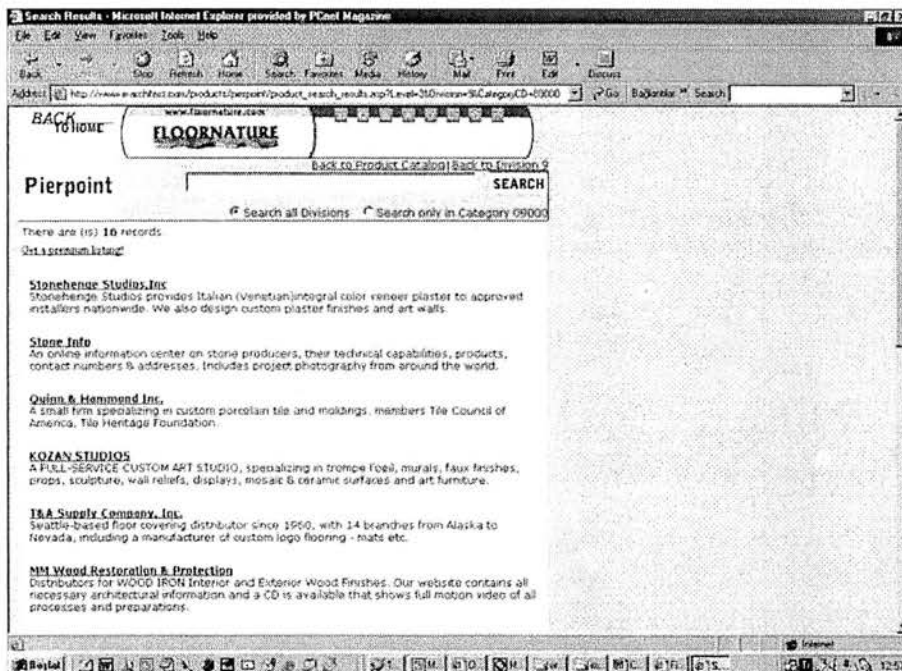 Search Results - Microsoft Internet Explorer provided by PCnet Magazine
File Edit View Favorites Tools Help
Back Stop Refresh Home Search Favorites Media History Mail Print Edit Discuss
Address Go Bağlantılar Search
BACK TO HOME
www.floornature.com
FLOORNATURE
Back to Product Catalog | Back to Division 9
Pierpoint SEARCH
Search all Divisions Search only in Category 09000
There are (is) 16 records
Get a premium listing!
Stonehenge Studios,Inc
Stonehenge Studios provides Italian (Venetian)integral color veneer plaster to approved
installers nationwide. We also design custom plaster finishes and art walls.
Stone Info
An online information center on stone producers, their technical capabilities, products,
contact numbers & addresses. Includes project photography from around the world.
Quinn & Hammond Inc.
A small firm specializing in custom porcelain tile and moldings, members Tile Council of
America, Tile Heritage Foundation.
KOZAN STUDIOS
A FULL-SERVICE CUSTOM ART STUDIO, specializing in trompe l'oeil, murals, faux finishes,
props, sculpture, wall reliefs, displays, mosaic & ceramic surfaces and art furniture.
T&A Supply Company, Inc.
Seattle-based floor covering distributor since 1960, with 14 branches from Alaska to
Nevada, including a manufacturer of custom logo flooring - mats etc.
MM Wood Restoration & Protection
Distributors for WOOD IRON Interior and Exterior Wood Finishes. Our website contains all
necessary architectural information and a CD is available that shows full motion video of all
processes and preparations.
Internet
Başlat